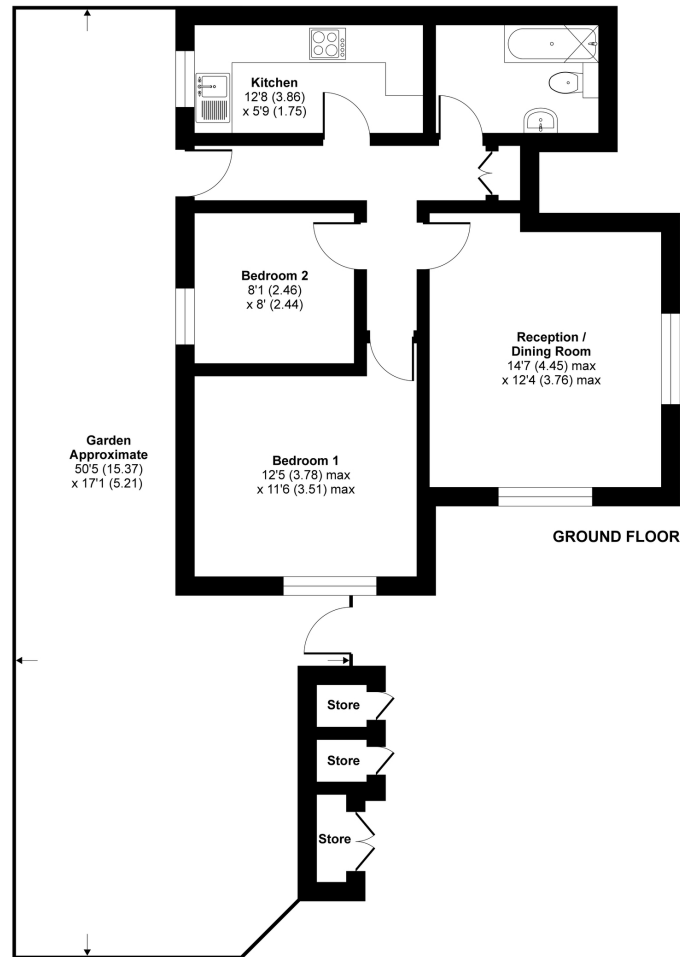 Kitchen
12'8 (3.86)
x 5'9 (1.75)
Bedroom 2
8'1 (2.46)
x 8' (2.44)
Reception /
Dining Room
14'7 (4.45) max
x 12'4 (3.76) max
Garden
Approximate
50'5 (15.37)
x 17'1 (5.21)
Bedroom 1
12'5 (3.78) max
x 11'6 (3.51) max
GROUND FLOOR
Store
Store
Store